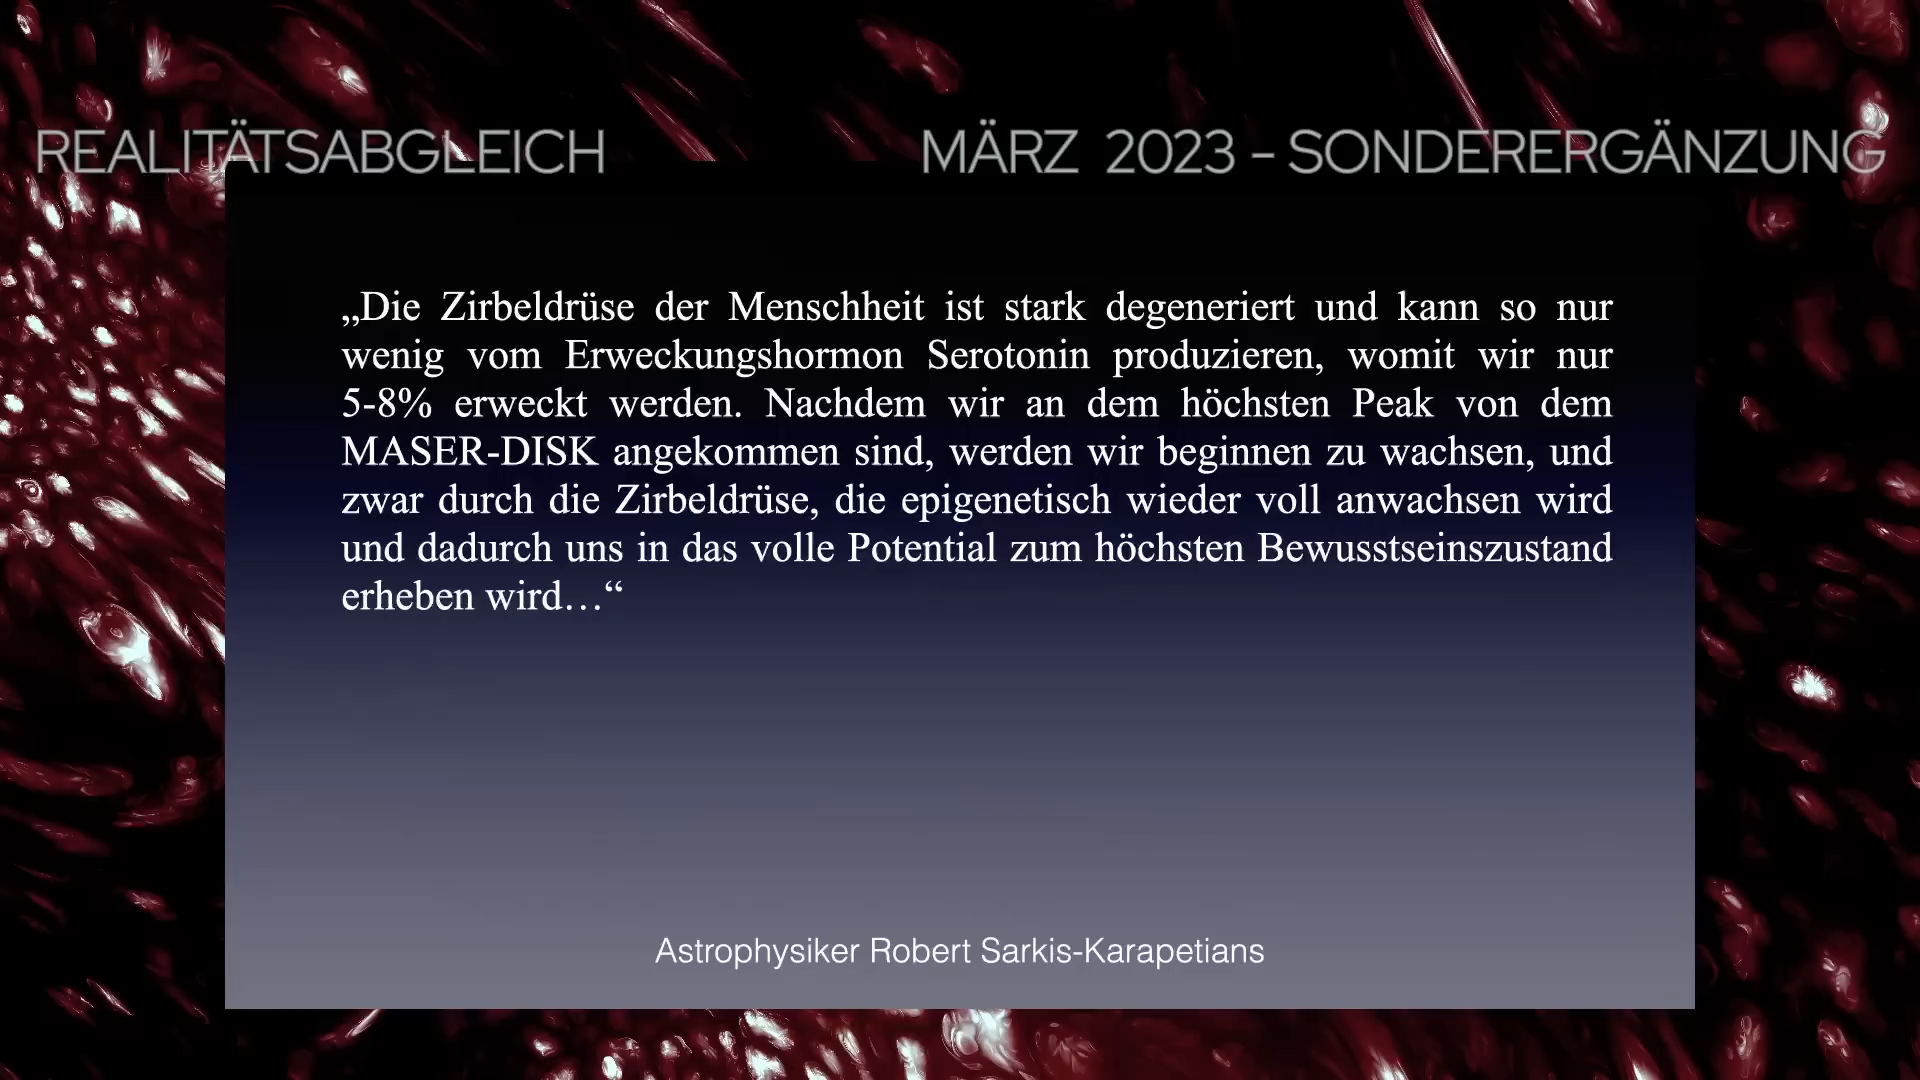 REALITÄTSABGLEICH
MÄRZ 2023 – SONDERERGÄNZUNG
„Die Zirbeldrüse der Menschheit ist stark degeneriert und kann so nur
wenig vom Erweckungshormon Serotonin produzieren, womit wir nur
5-8% erweckt werden. Nachdem wir an dem höchsten Peak von dem
MASER-DISK angekommen sind, werden wir beginnen zu wachsen, und
zwar durch die Zirbeldrüse, die epigenetisch wieder voll anwachsen wird
und dadurch uns in das volle Potential zum höchsten Bewusstseinszustand
erheben wird…“
Astrophysiker Robert Sarkis-Karapetians